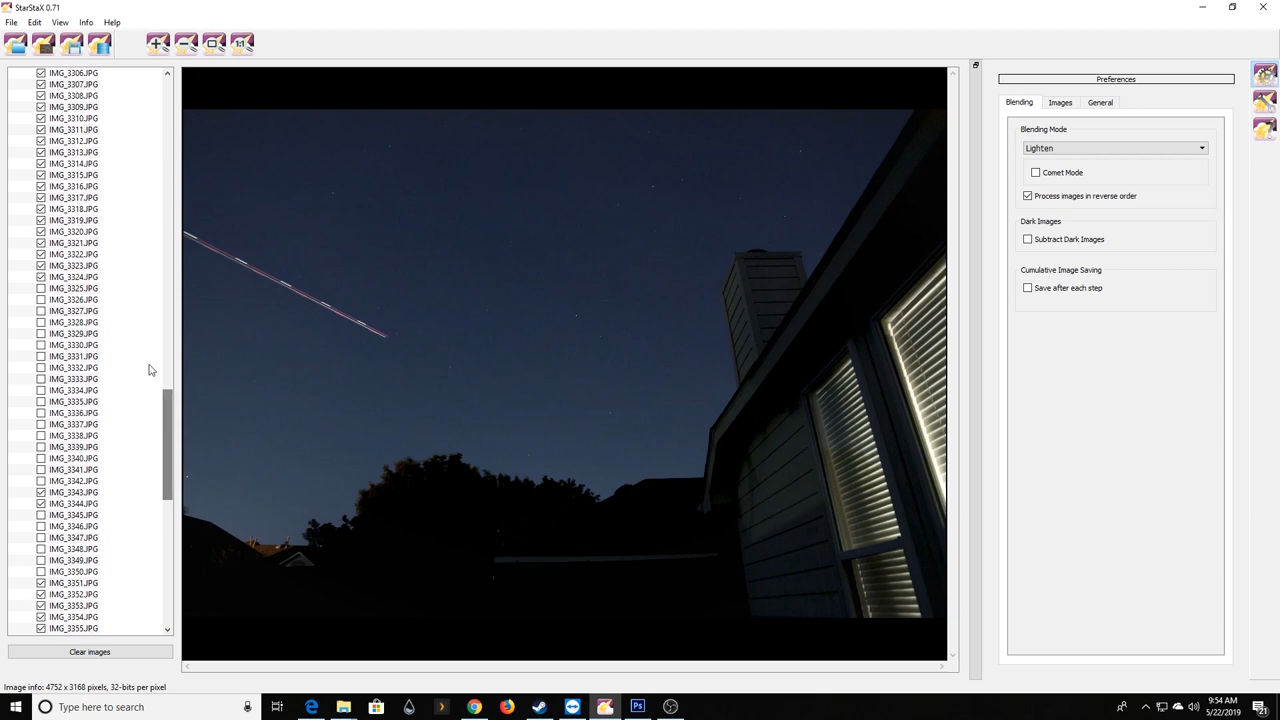 StarStaX 0.71
File Edit View Info Help
1:1
IMG_3306.JPG
IMG_3307.JPG
IMG_3308.JPG
IMG_3309.JPG
IMG_3310.JPG
IMG_3311.JPG
IMG_3312.JPG
IMG_3313.JPG
IMG_3314.JPG
IMG_3315.JPG
IMG_3316.JPG
IMG_3317.JPG
IMG_3318.JPG
IMG_3319.JPG
IMG_3320.JPG
IMG_3321.JPG
IMG_3322.JPG
IMG_3323.JPG
IMG_3324.JPG
IMG_3325.JPG
IMG_3326.JPG
IMG_3327.JPG
IMG_3328.JPG
IMG_3329.JPG
IMG_3330.JPG
IMG_3331.JPG
IMG_3332.JPG
IMG_3333.JPG
IMG_3334.JPG
IMG_3335.JPG
IMG_3336.JPG
IMG_3337.JPG
IMG_3338.JPG
IMG_3339.JPG
IMG_3340.JPG
IMG_3341.JPG
IMG_3342.JPG
IMG_3343.JPG
IMG_3344.JPG
IMG_3345.JPG
IMG_3346.JPG
IMG_3347.JPG
IMG_3348.JPG
IMG_3349.JPG
IMG_3350.JPG
IMG_3351.JPG
IMG_3352.JPG
IMG_3353.JPG
IMG_3354.JPG
IMG_3355.JPG
Clear images
Image info: 4752 x 3168 pixels, 32-bits per pixel
Preferences
Blending Images General
Blending Mode
Lighten
Comet Mode
Process images in reverse order
Dark Images
Subtract Dark Images
Cumulative Image Saving
Save after each step
Type here to search
Ps
9:54 AM
5/22/2019
21